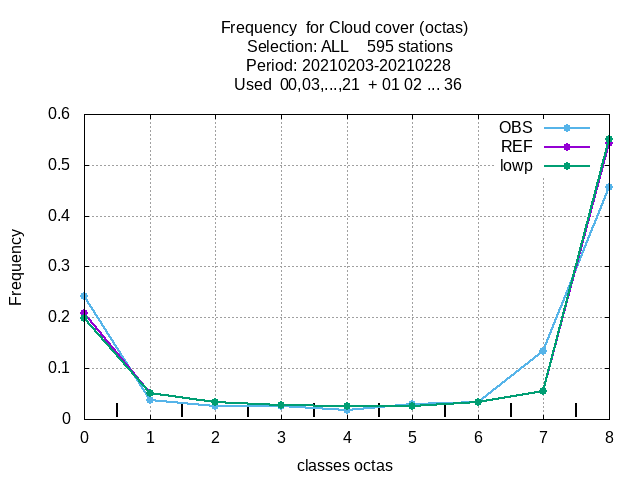 Frequency  for Cloud cover (octas)
Selection: ALL    595 stations
Period: 20210203-20210228
Used  00,03,...,21  + 01 02 ... 36
OBS
REF
lowp
Frequency
0.6
0.5
0.4
0.3
0.2
0.1
0
0 1 2 3 4 5 6 7 8
classes octas